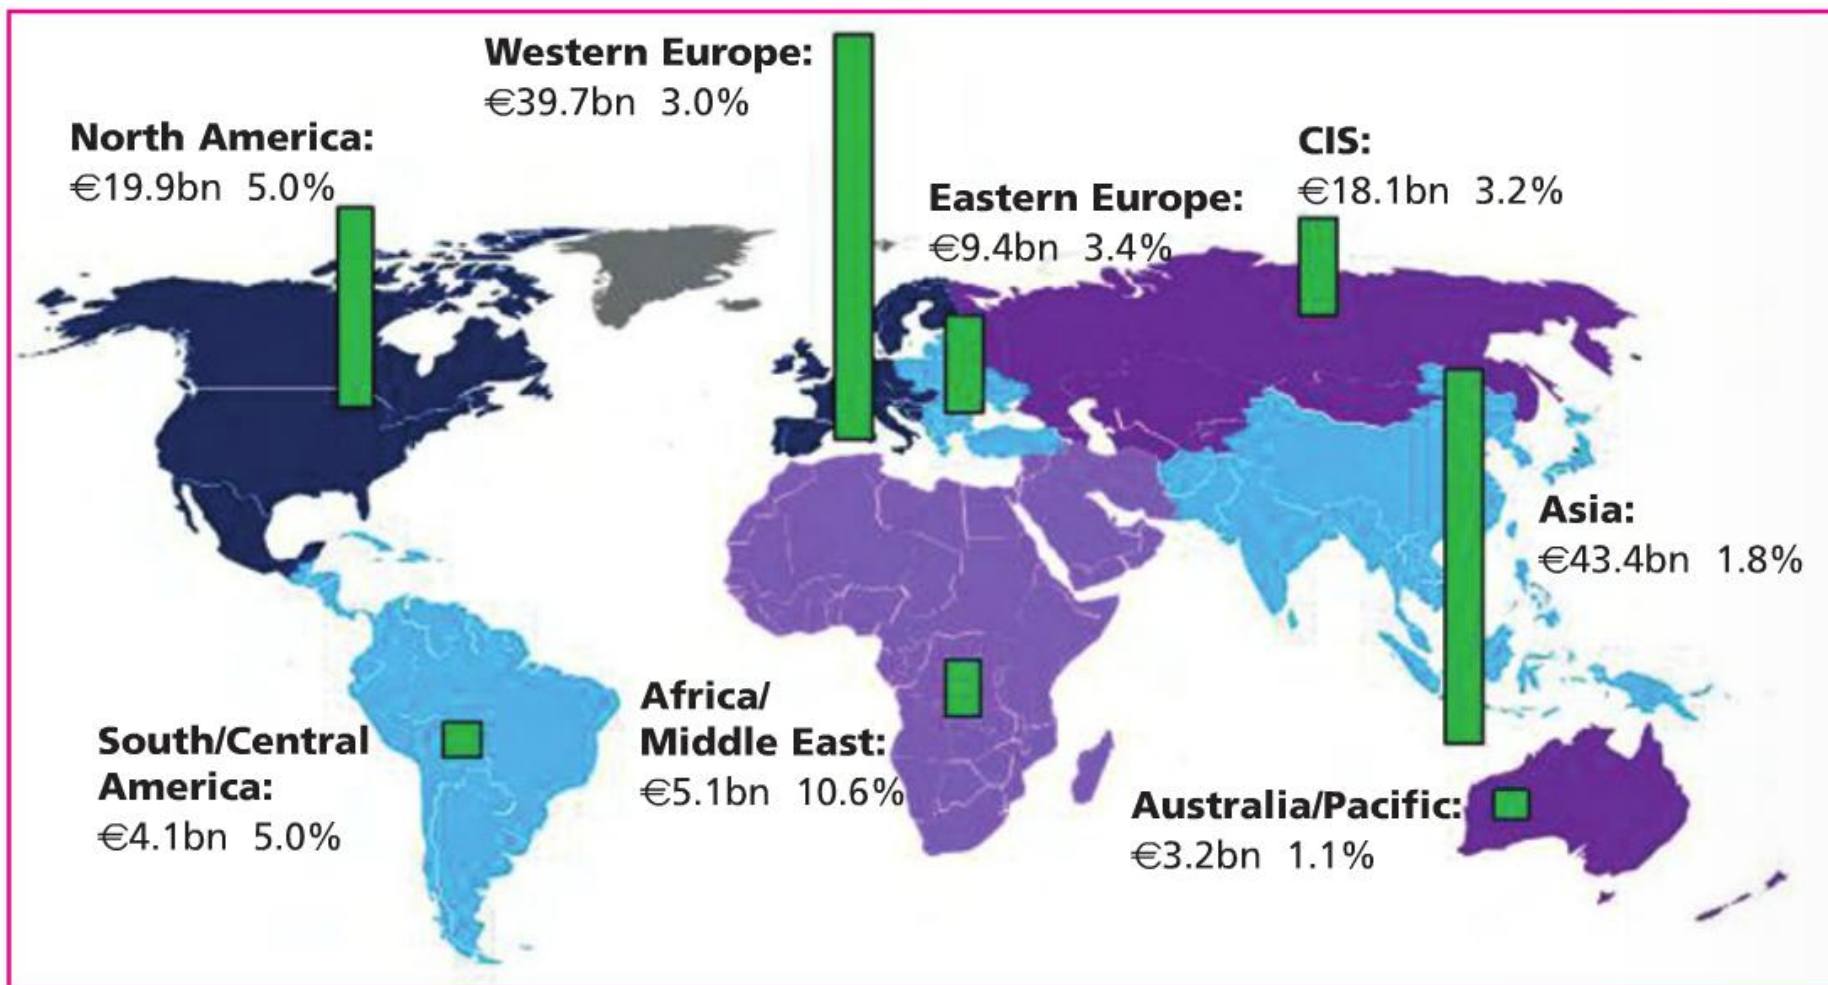 Western Europe:
€39.7bn 3.0%
North America:
€19.9bn 5.0%
CIS:
€18.1bn 3.2%
Eastern Europe:
€9.4bn 3.4%
Asia:
€43.4bn 1.8%
South/Central
America:
€4.1bn 5.0%
Africa/
Middle East:
€5.1bn 10.6%
Australia/Pacific:
€3.2bn 1.1%